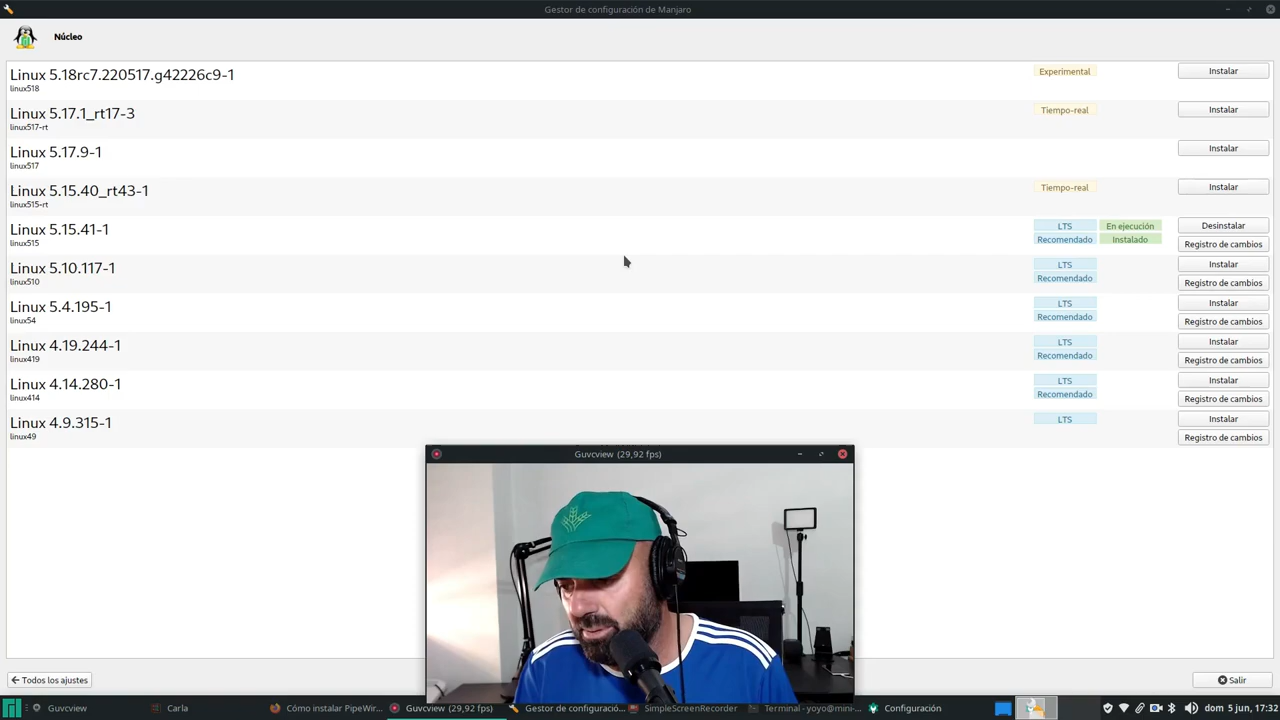 Gestor de configuración de Manjaro
Núcleo
Linux 5.18rc7.220517.g42226c9-1
linux518
Experimental
Instalar
Linux 5.17.1_rt17-3
linux517-rt
Tiempo-real
Instalar
Linux 5.17.9-1
linux517
Instalar
Linux 5.15.40_rt43-1
linux515-rt
Tiempo-real
Instalar
Linux 5.15.41-1
linux515
LTS
Recomendado
En ejecución
Instalado
Desinstalar
Registro de cambios
Linux 5.10.117-1
linux510
LTS
Recomendado
Instalar
Registro de cambios
Linux 5.4.195-1
linux54
LTS
Recomendado
Instalar
Registro de cambios
Linux 4.19.244-1
linux419
LTS
Recomendado
Instalar
Registro de cambios
Linux 4.14.280-1
linux414
LTS
Recomendado
Instalar
Registro de cambios
Linux 4.9.315-1
linux49
LTS
Instalar
Registro de cambios
Guvcview (29,92 fps)
Todos los ajustes
Salir
Guvcview
Carla
Cómo instalar PipeWir...
Guvcview (29,92 fps)
Gestor de configuració...
SimpleScreenRecorder
Terminal - yoyo@mini-...
Configuración
dom 5 jun, 17:32